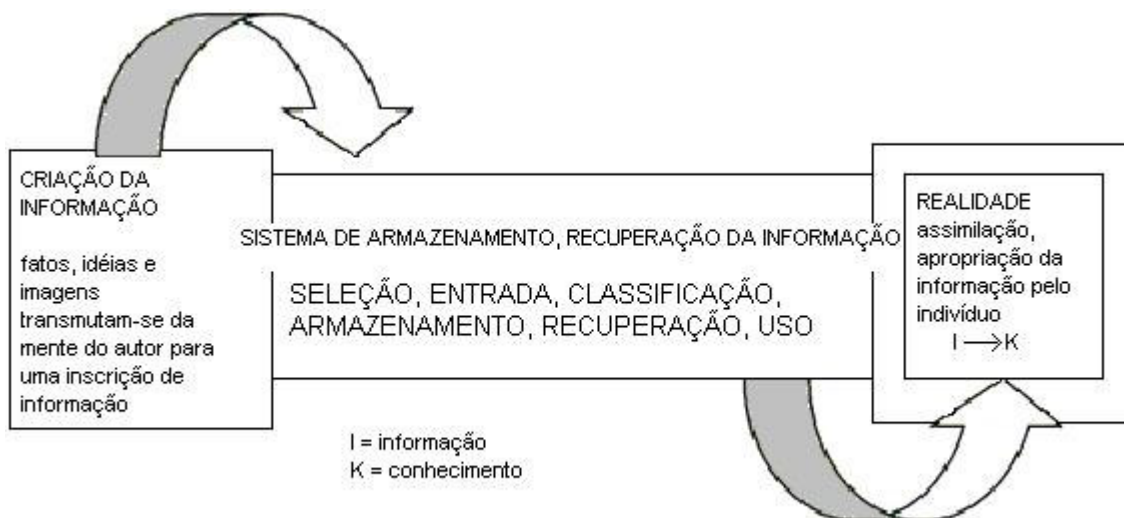 CRIAÇÃO DA
INFORMAÇÃO
fatos, idéias e
imagens
transmutam-se da
mente do autor para
uma inscrição de
informação
SISTEMA DE ARMAZENAMENTO, RECUPERAÇÃO DA INFORMAÇÃO
SELEÇÃO, ENTRADA, CLASSIFICAÇÃO,
ARMAZENAMENTO, RECUPERAÇÃO, USO
REALIDADE
assimilação,
apropriação da
informação pelo
indivíduo
I → K
I = informação
K = conhecimento